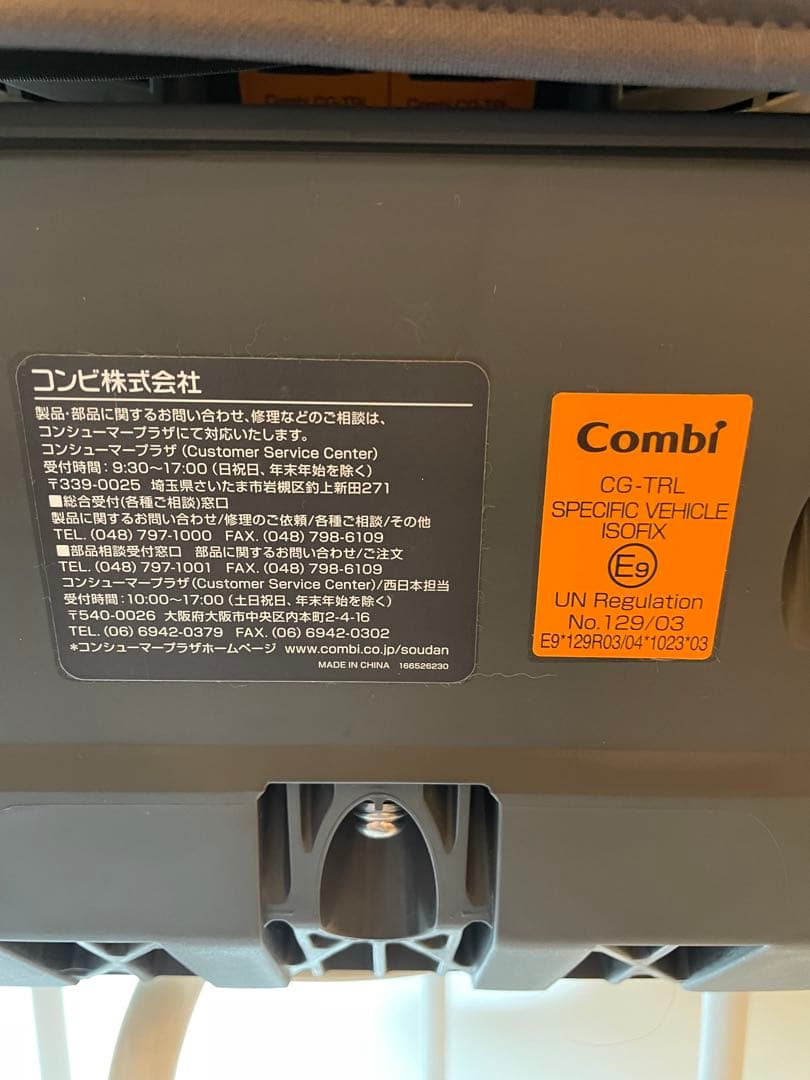 Combi CG-TRL Combi CG-TRL
コンビ株式会社
製品・部品に関するお問い合わせ、修理などのご相談は、
コンシューマープラザにて対応いたします。
コンシューマープラザ(Customer Service Center)
受付時間:9:30～17:00(日祝日、年末年始を除く)
〒339-0025 埼玉県さいたま市岩槻区釣上新田271
■総合受付(各種ご相談)窓口
製品に関するお問い合わせ/修理のご依頼/各種ご相談/その他
TEL.(048)797-1000 FAX.(048)798-6109
■部品相談受付窓口 部品に関するお問い合わせ/ご注文
TEL.(048)797-1001 FAX.(048)798-6109
コンシューマープラザ(Customer Service Center)/西日本担当
受付時間:10:00～17:00(土日祝日、年末年始を除く)
〒540-0026 大阪府大阪市中央区内本町2-4-16
TEL.(06)6942-0379 FAX.(06)6942-0302
*コンシューマープラザホームページ www.combi.co.jp/soudan
MADE IN CHINA 166526230
Combi
CG-TRL
SPECIFIC VEHICLE
ISOFIX
E9
UN Regulation
No.129/03
E9*129R03/04*1023*03